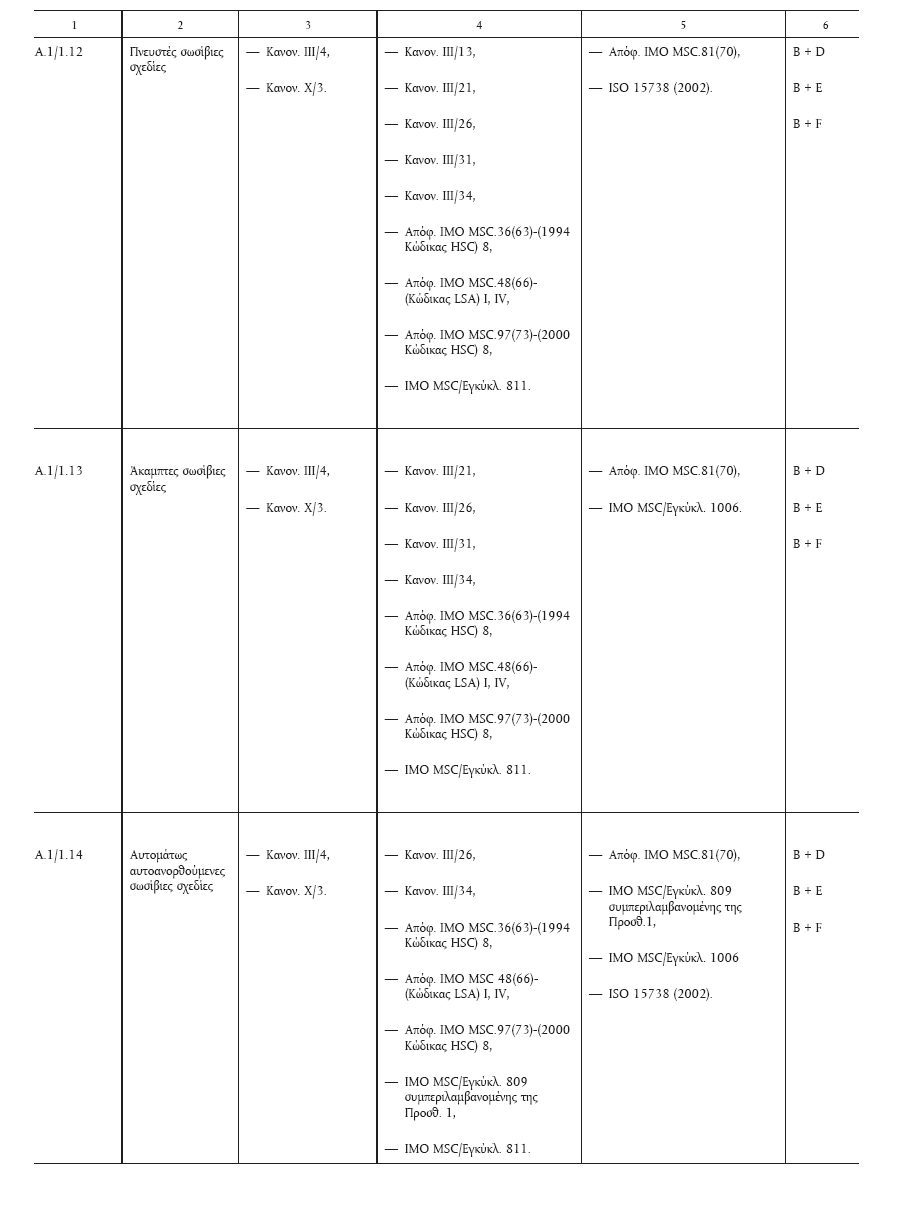 1 2 3 4 5 6
A.1/1.12
Πνευστές σωσίβιες
σχεδίες
— Κανον. III/4,
— Κανον. X/3.
— Κανον. III/13,
— Κανον. III/21,
— Κανον. III/26,
— Κανον. III/31,
— Κανον. III/34,
— Απόφ. IMO MSC.36(63)-(1994
Κώδικας HSC) 8,
— Απόφ. IMO MSC.48(66)-
(Κώδικας LSA) I, IV,
— Απόφ. IMO MSC.97(73)-(2000
Κώδικας HSC) 8,
— IMO MSC/Εγκύκλ. 811.
— Απόφ. IMO MSC.81(70),
— ISO 15738 (2002).
B + D
B + E
B + F
A.1/1.13
Άκαμπτες σωσίβιες
σχεδίες
— Κανον. III/4,
— Κανον. X/3.
— Κανον. III/21,
— Κανον. III/26,
— Κανον. III/31,
— Κανον. III/34,
— Απόφ. IMO MSC.36(63)-(1994
Κώδικας HSC) 8,
— Απόφ. IMO MSC.48(66)-
(Κώδικας LSA) I, IV,
— Απόφ. IMO MSC.97(73)-(2000
Κώδικας HSC) 8,
— IMO MSC/Εγκύκλ. 811.
— Απόφ. IMO MSC.81(70),
— IMO MSC/Εγκύκλ. 1006.
B + D
B + E
B + F
A.1/1.14
Αυτομάτως
αυτοανορθούμενες
σωσίβιες σχεδίες
— Κανον. III/4,
— Κανον. X/3.
— Κανον. III/26,
— Κανον. III/34,
— Απόφ. IMO MSC.36(63)-(1994
Κώδικας HSC) 8,
— Απόφ. IMO MSC 48(66)-
(Κώδικας LSA) I, IV,
— Απόφ. IMO MSC.97(73)-(2000
Κώδικας HSC) 8,
— IMO MSC/Εγκύκλ. 809
συμπεριλαμβανομένης της
Προσθ. 1,
— IMO MSC/Εγκύκλ. 811.
— Απόφ. IMO MSC.81(70),
— IMO MSC/Εγκύκλ. 809
συμπεριλαμβανομένης της
Προσθ.1,
— IMO MSC/Εγκύκλ. 1006
— ISO 15738 (2002).
B + D
B + E
B + F